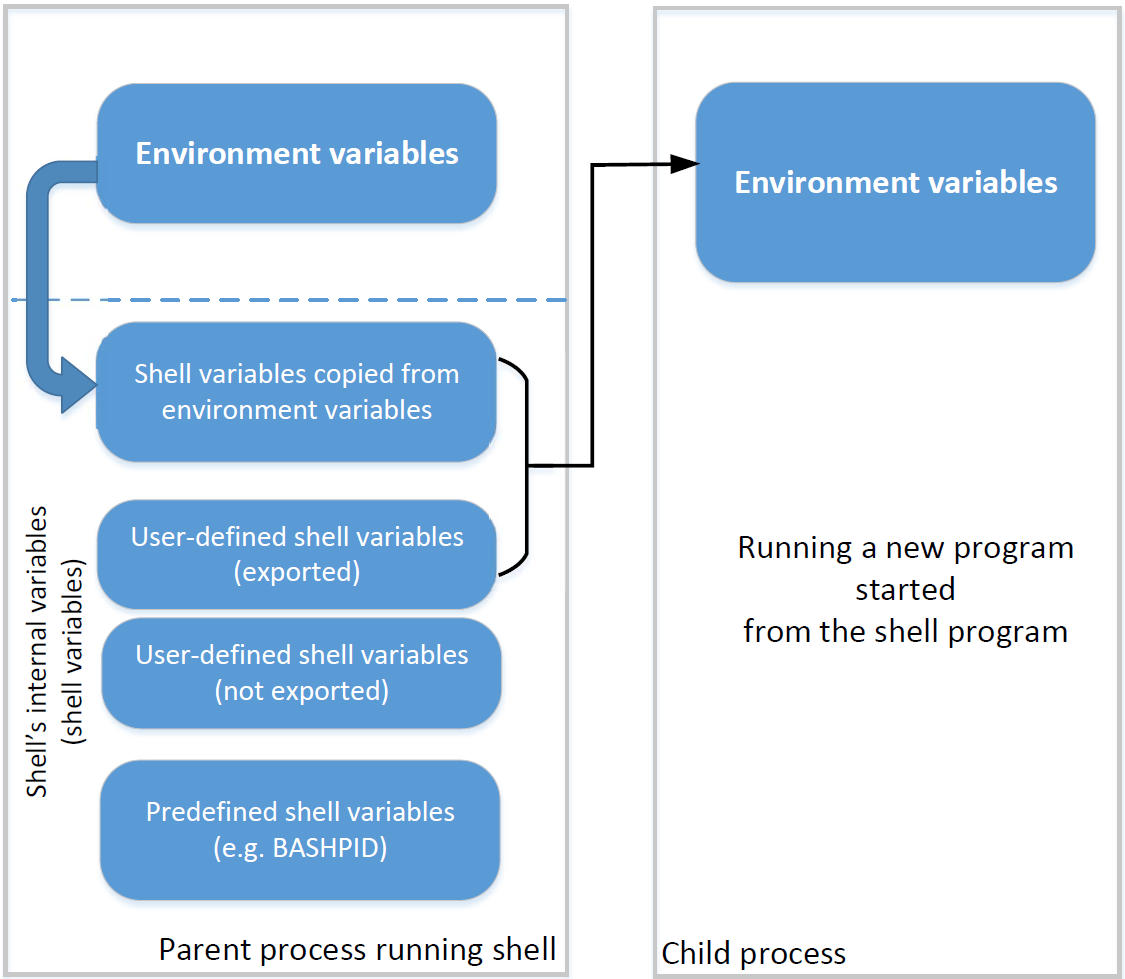 Environment variables
Shell variables copied from
environment variables
User-defined shell variables
(exported)
User-defined shell variables
(not exported)
Predefined shell variables
(e.g. BASHPID)
Shell’s internal variables
(shell variables)
Parent process running shell
Environment variables
Running a new program
started
from the shell program
Child process